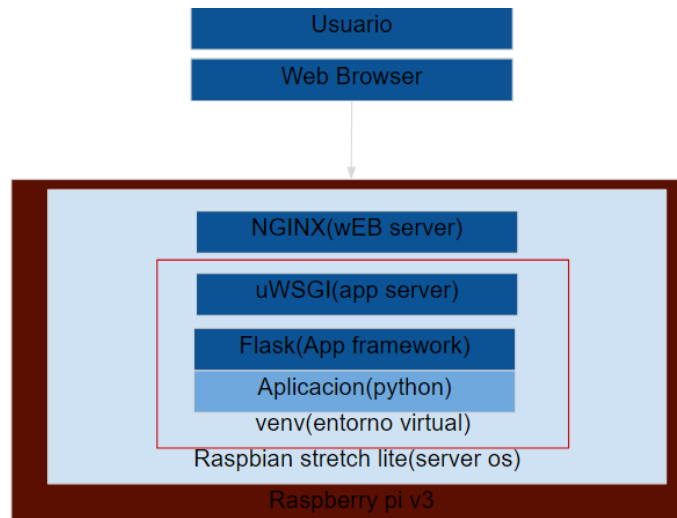 Usuario
Web Browser
NGINX(wEB server)
uWSGI(app server)
Flask(App framework)
Aplicacion(python)
venv(entorno virtual)
Raspbian stretch lite(server os)
Raspberry pi v3